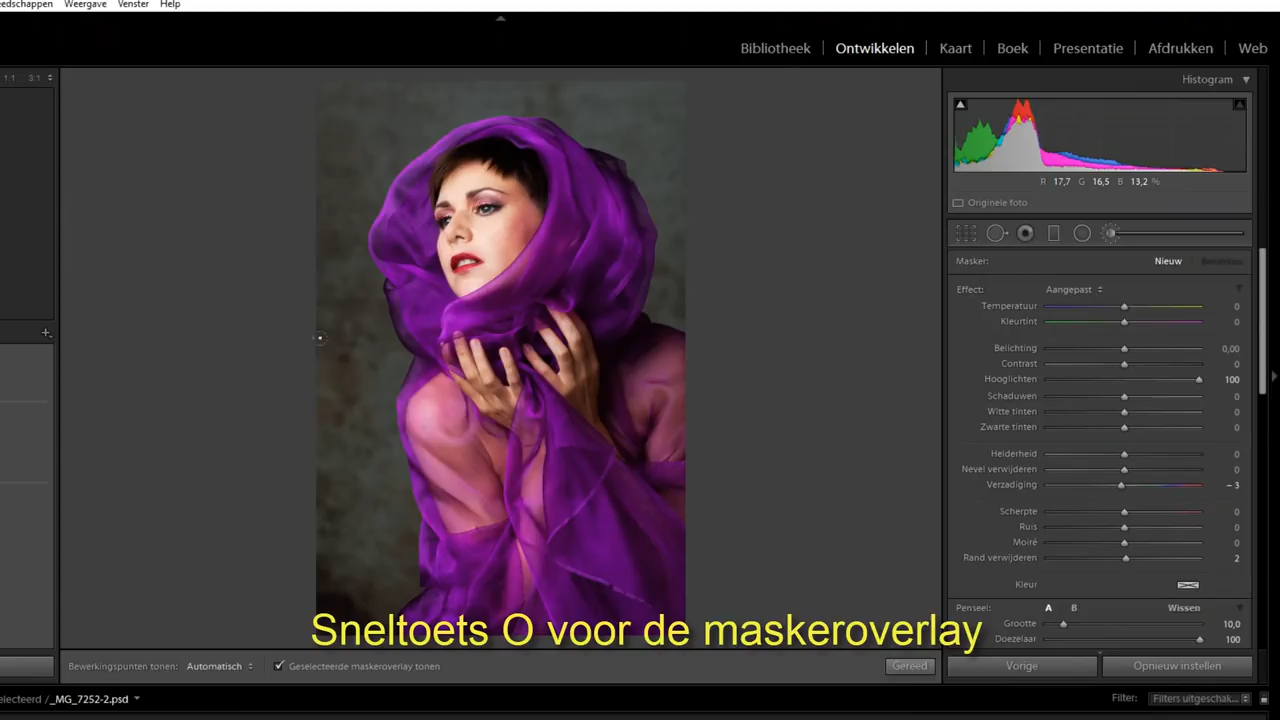 edschappen Weergave Venster Help
Bibliotheek Ontwikkelen Kaart Boek Presentatie Afdrukken Web
1:1 3:1
Histogram
R 17,7 G 16,5 B 13,2 %
Originele foto
Masker: Nieuw
Effect: Aangepast
Temperatuur 0
Kleurtint 0
Belichting 0,00
Contrast 0
Hooglichten 100
Schaduwen 0
Witte tinten 0
Zwarte tinten 0
Helderheid 0
Nevel verwijderen 0
Verzadiging – 3
Scherpte 0
Ruis 0
Moiré 0
Rand verwijderen 2
Kleur
Penseel: A B Wissen
Grootte 10,0
Doezelaar 100
Sneltoets O voor de maskeroverlay
Bewerkingspunten tonen: Automatisch Geselecteerde maskeroverlay tonen Gereed Vorige Opnieuw instellen
electeerd /_MG_7252-2.psd Filter: Filters uitgeschak...